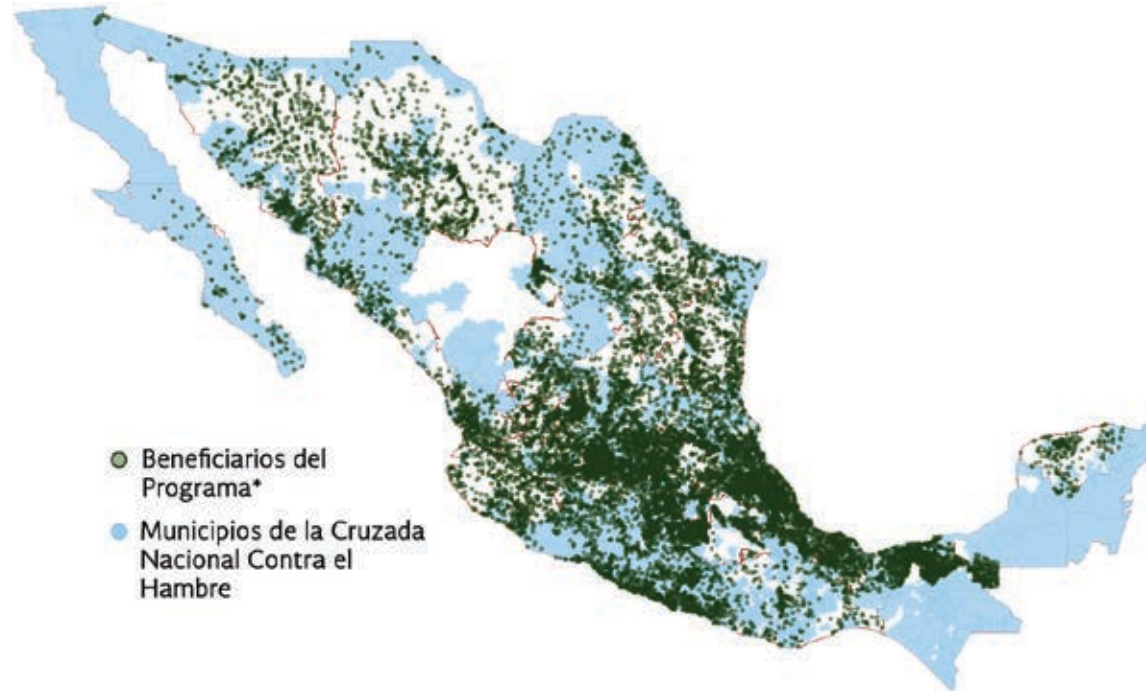 Beneficiarios del
Programa*
Municipios de la Cruzada
Nacional Contra el
Hambre